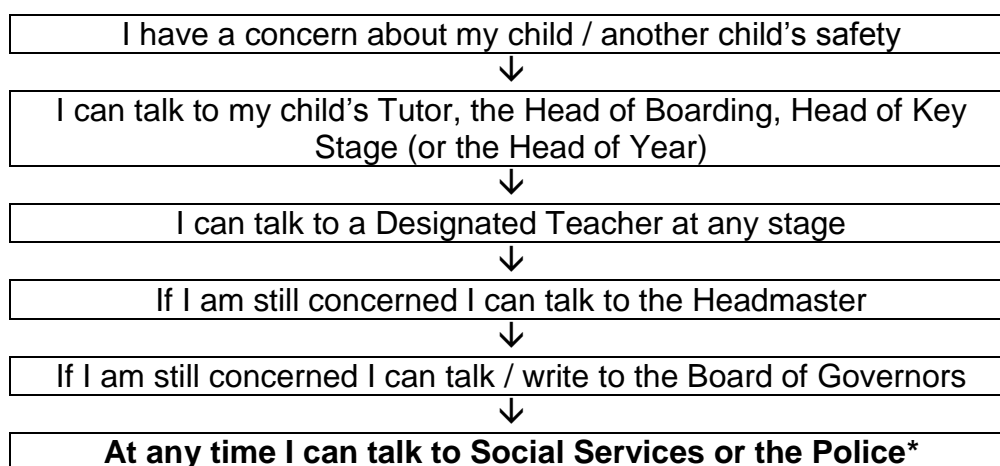 I have a concern about my child / another child's safety
I can talk to my child's Tutor, the Head of Boarding, Head of Key
Stage (or the Head of Year)
I can talk to a Designated Teacher at any stage
If I am still concerned I can talk to the Headmaster
If I am still concerned I can talk / write to the Board of Governors
At any time I can talk to Social Services or the Police*